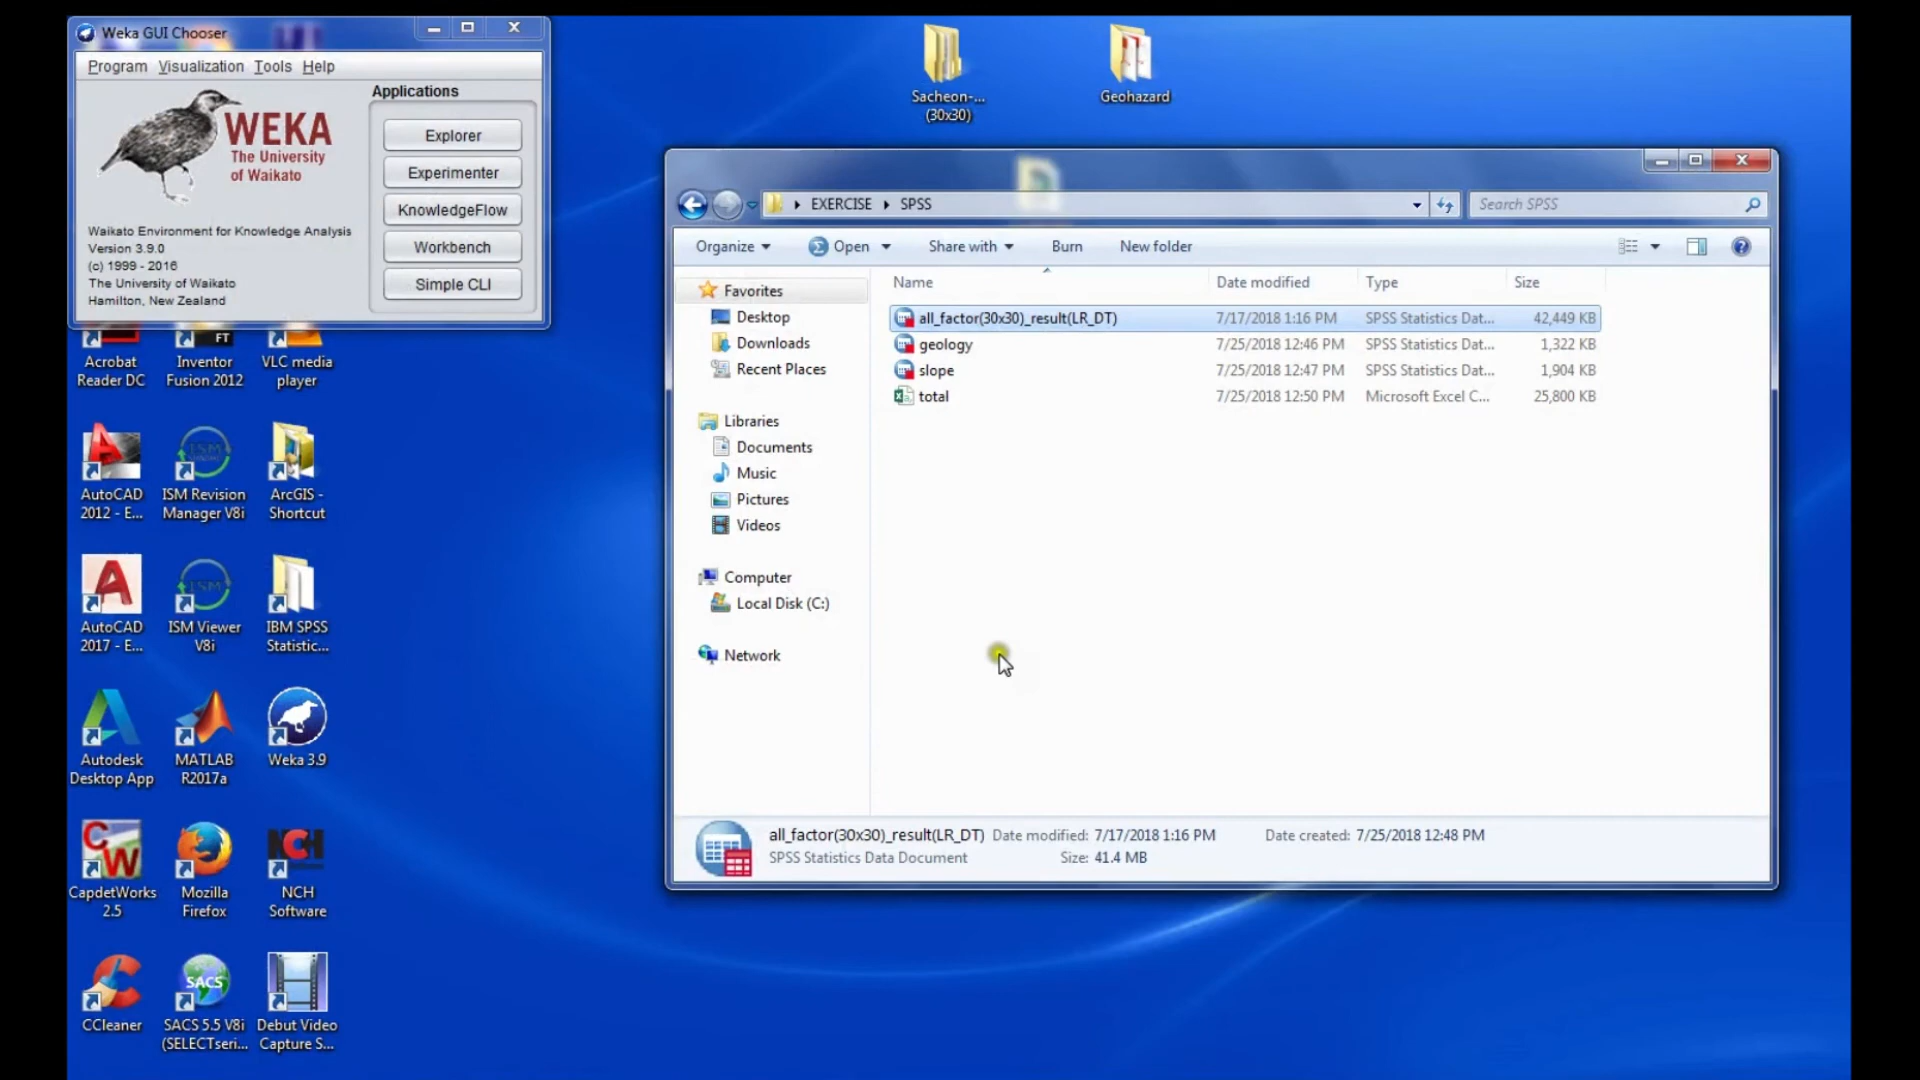 Weka GUI Chooser
Program Visualization Tools Help
WEKA
The University
of Waikato
Waikato Environment for Knowledge Analysis
Version 3.9.0
(c) 1999 - 2016
The University of Waikato
Hamilton, New Zealand
Applications
Explorer
Experimenter
KnowledgeFlow
Workbench
Simple CLI
Sacheon-...
(30x30)
Geohazard
EXERCISE SPSS
Search SPSS
Organize Open Share with Burn New folder
Name Date modified Type Size
all_factor(30x30)_result(LR_DT) 7/17/2018 1:16 PM SPSS Statistics Dat... 42,449 KB
geology 7/25/2018 12:46 PM SPSS Statistics Dat... 1,322 KB
slope 7/25/2018 12:47 PM SPSS Statistics Dat... 1,904 KB
total 7/25/2018 12:50 PM Microsoft Excel C... 25,800 KB
Favorites
Desktop
Downloads
Recent Places
Libraries
Documents
Music
Pictures
Videos
Computer
Local Disk (C:)
Network
all_factor(30x30)_result(LR_DT) Date modified: 7/17/2018 1:16 PM Date created: 7/25/2018 12:48 PM
SPSS Statistics Data Document Size: 41.4 MB
FT
Acrobat
Reader DC
Inventor
Fusion 2012
VLC media
player
AutoCAD
2012 - E...
ISM Revision
Manager V8i
ArcGIS -
Shortcut
AutoCAD
2017 - E...
ISM Viewer
V8i
IBM SPSS
Statistic...
Autodesk
Desktop App
MATLAB
R2017a
Weka 3.9
CW
NCH
CapdetWorks
2.5
Mozilla
Firefox
NCH
Software
SACS
CCleaner
SACS 5.5 V8i
(SELECTseri...
Debut Video
Capture S...